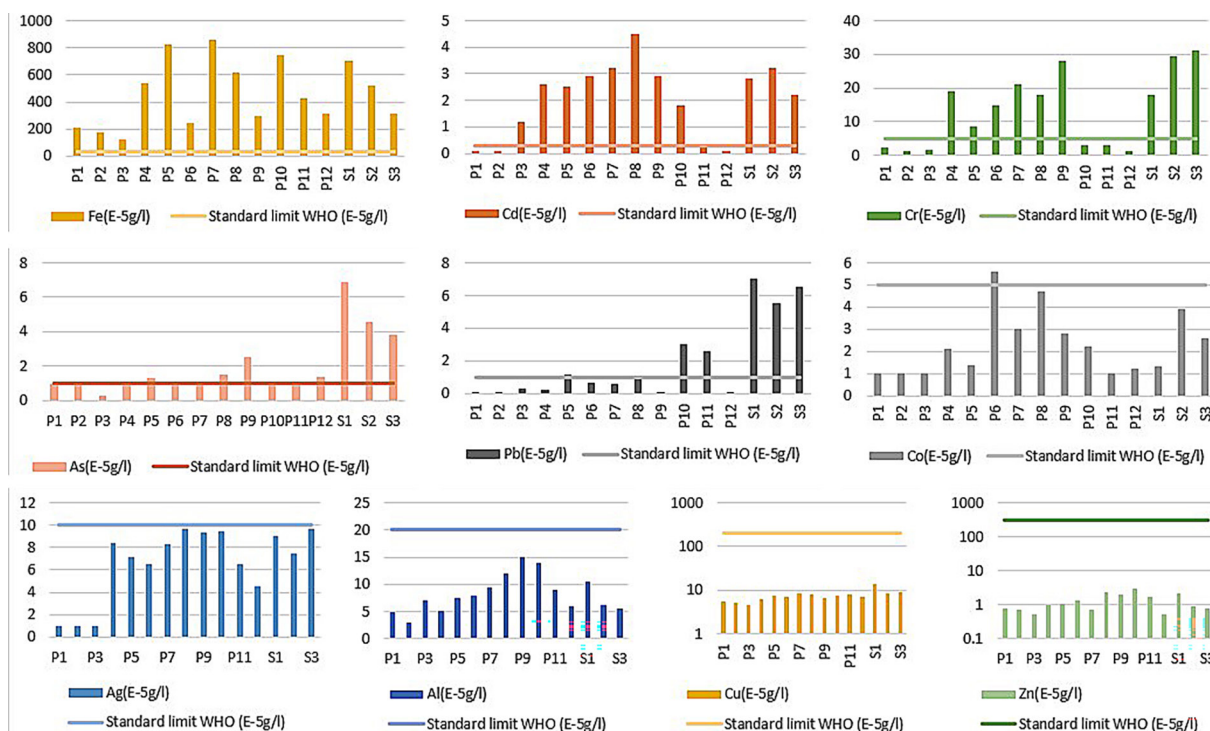 1000
800
600
400
200
0
P1 P2 P3 P4 P5 P6 P7 P8 P9 P10 P11 P12 S1 S2 S3
Fe(E-5g/l) Standard limit WHO (E-5g/l)
5
4
3
2
1
0
P1 P2 P3 P4 P5 P6 P7 P8 P9 P10 P11 P12 S1 S2 S3
Cd(E-5g/l) Standard limit WHO (E-5g/l)
40
30
20
10
0
P1 P2 P3 P4 P5 P6 P7 P8 P9 P10 P11 P12 S1 S2 S3
Cr(E-5g/l) Standard limit WHO (E-5g/l)
8
6
4
2
0
P1 P2 P3 P4 P5 P6 P7 P8 P9 P10 P11 P12 S1 S2 S3
As(E-5g/l) Standard limit WHO (E-5g/l)
8
6
4
2
0
P1 P2 P3 P4 P5 P6 P7 P8 P9 P10 P11 P12 S1 S2 S3
Pb(E-5g/l) Standard limit WHO (E-5g/l)
6
5
4
3
2
1
0
P1 P2 P3 P4 P5 P6 P7 P8 P9 P10 P11 P12 S1 S2 S3
Co(E-5g/l) Standard limit WHO (E-5g/l)
12
10
8
6
4
2
0
P1 P3 P5 P7 P9 P11 S1 S3
Ag(E-5g/l)
Standard limit WHO (E-5g/l)
25
20
15
10
5
0
P1 P3 P5 P7 P9 P11 S1 S3
Al(E-5g/l)
Standard limit WHO (E-5g/l)
1000
100
10
1
P1 P3 P5 P7 P9 P11 S1 S3
Cu(E-5g/l)
Standard limit WHO (E-5g/l)
1000
100
10
1
0.1
P1 P3 P5 P7 P9 P11 S1 S3
Zn(E-5g/l)
Standard limit WHO (E-5g/l)